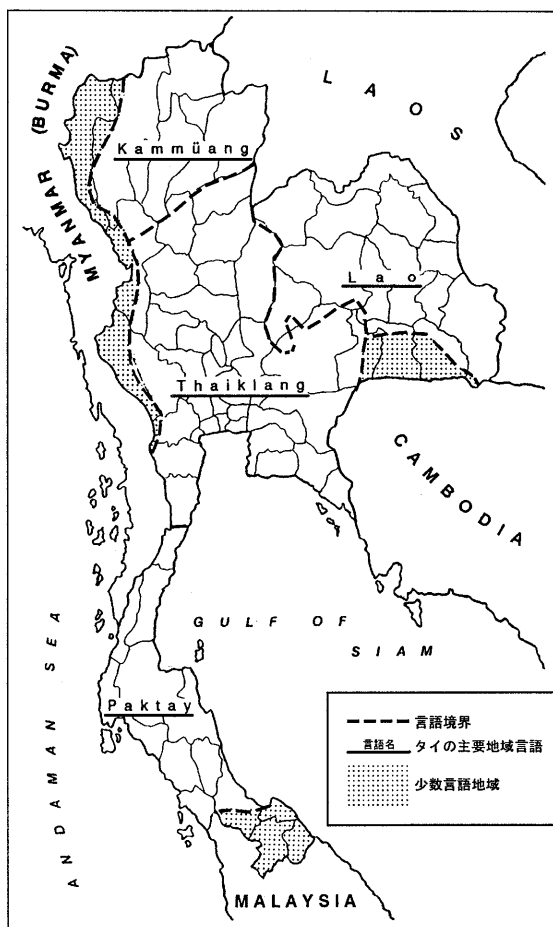 LAOS
MYANMAR (BURMA)
Kammüang
Lao
Thaiklang
CAMBODIA
GULF OF
SIAM
ANDAMAN SEA
Paktay
MALAYSIA
言語境界
言語名 タイの主要地域言語
少数言語地域